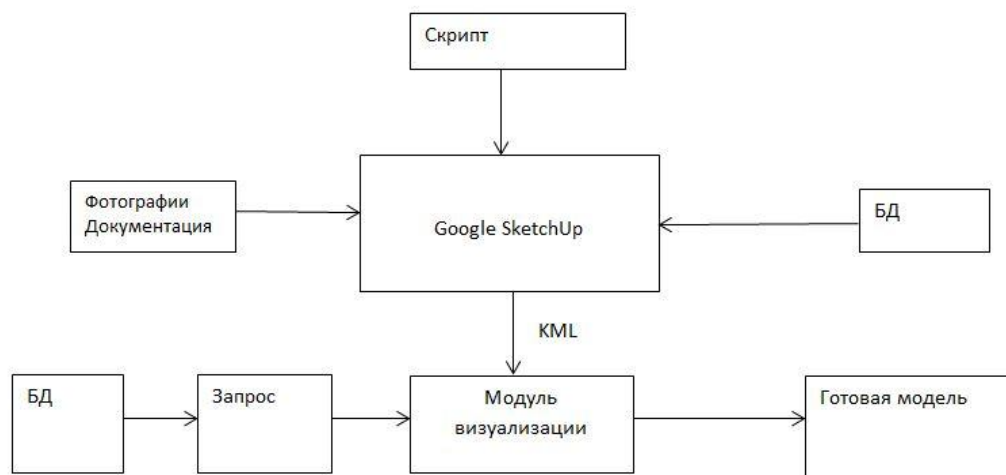 Скрипт
Фотографии
Документация
Google SketchUp
БД
KML
БД
Запрос
Модуль
визуализации
Готовая модель